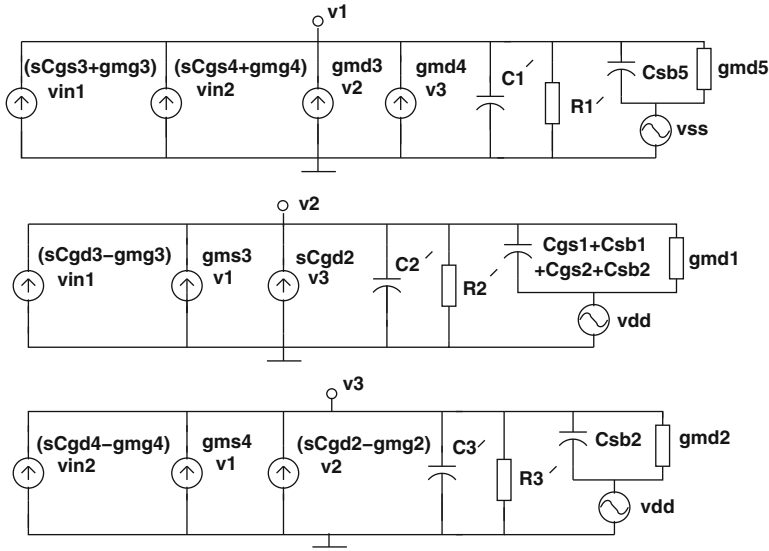 v1
(sCgs3+gmg3)
vin1
(sCgs4+gmg4)
vin2
gmd3
v2
gmd4
v3
C1′
R1′
Csb5
gmd5
vss
v2
(sCgd3−gmg3)
vin1
gms3
v1
sCgd2
v3
C2′
R2′
Cgs1+Csb1
+Cgs2+Csb2
gmd1
vdd
v3
(sCgd4−gmg4)
vin2
gms4
v1
(sCgd2−gmg2)
v2
C3′
R3′
Csb2
gmd2
vdd